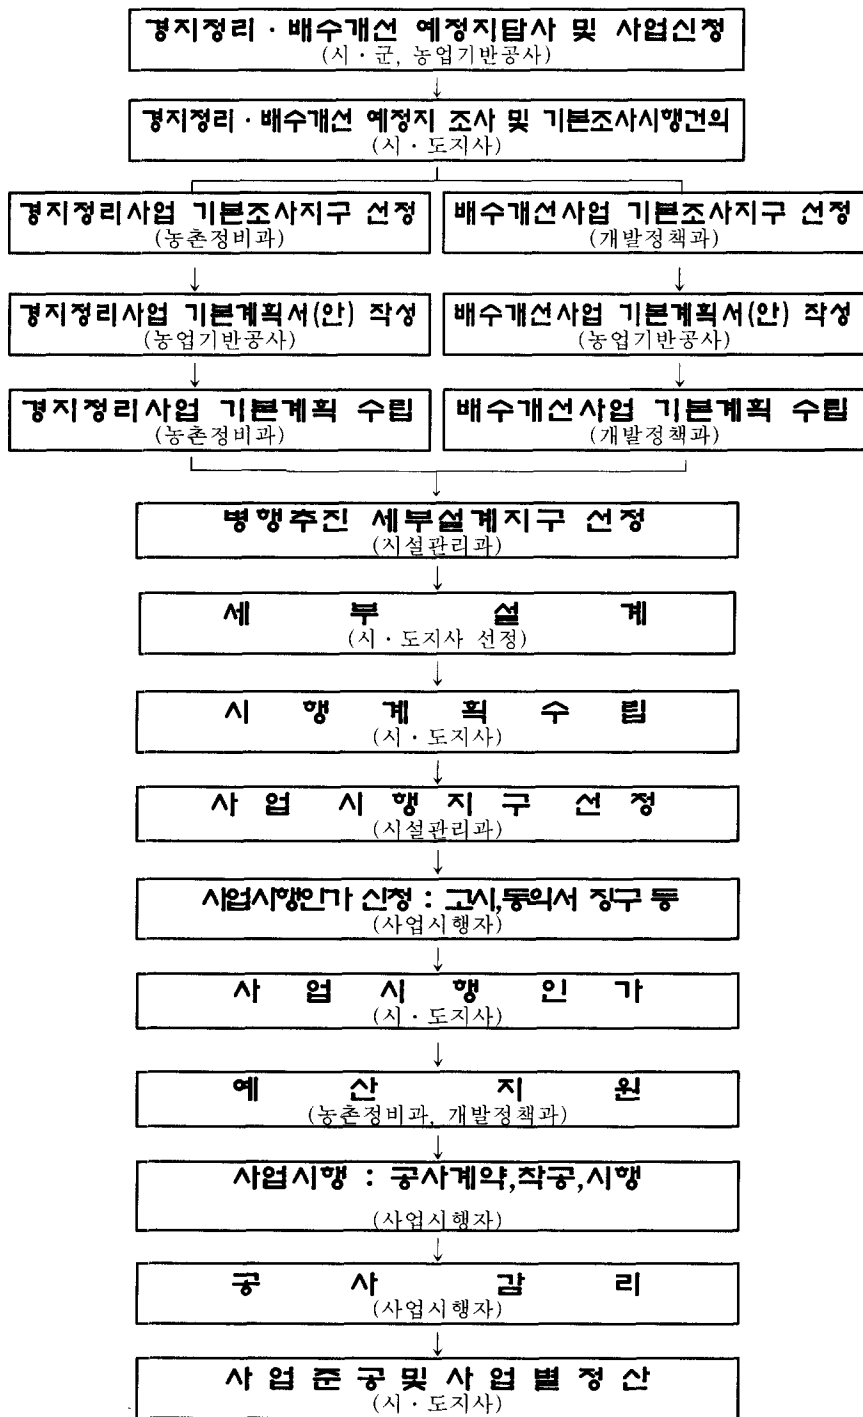 경지정리 · 배수개선 예정지답사 및 사업신청
(시 · 군, 농업기반공사)
경지정리 · 배수개선 예정지 조사 및 기본조사시행건의
(시 · 도지사)
경지정리사업 기본조사지구 선정
(농촌정비과)
배수개선사업 기본조사지구 선정
(개발정책과)
경지정리사업 기본계획서(안) 작성
(농업기반공사)
배수개선사업 기본계획서(안) 작성
(농업기반공사)
경지정리사업 기본계획 수립
(농촌정비과)
배수개선사업 기본계획 수립
(개발정책과)
병행추진 세부설계지구 선정
(시설관리과)
세 부 설 계
(시 · 도지사 선정)
시 행 계 획 수 립
(시 · 도지사)
사 업 시 행 지 구 선 정
(시설관리과)
사업시행인가 신청 : 고시,동의서 징구 등
(사업시행자)
사 업 시 행 인 가
(시 · 도지사)
예 산 지 원
(농촌정비과, 개발정책과)
사업시행 : 공사계약,착공,시행
(사업시행자)
공 사 감 리
(사업시행자)
사 업 준 공 및 사 업 별 정 산
(시 · 도지사)